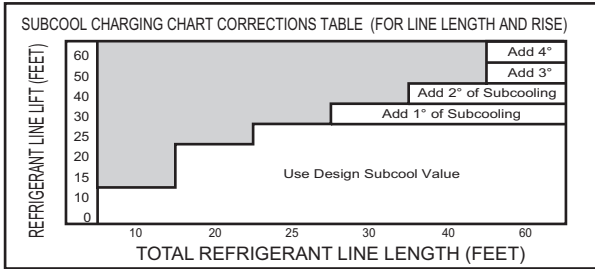 SUBCOOL CHARGING CHART CORRECTIONS TABLE (FOR LINE LENGTH AND RISE)
REFRIGERANT LINE LIFT (FEET)
60
50
40
30
25
20
15
10
0
Add 4°
Add 3°
Add 2° of Subcooling
Add 1° of Subcooling
Use Design Subcool Value
10 20 25 30 40 60
TOTAL REFRIGERANT LINE LENGTH (FEET)